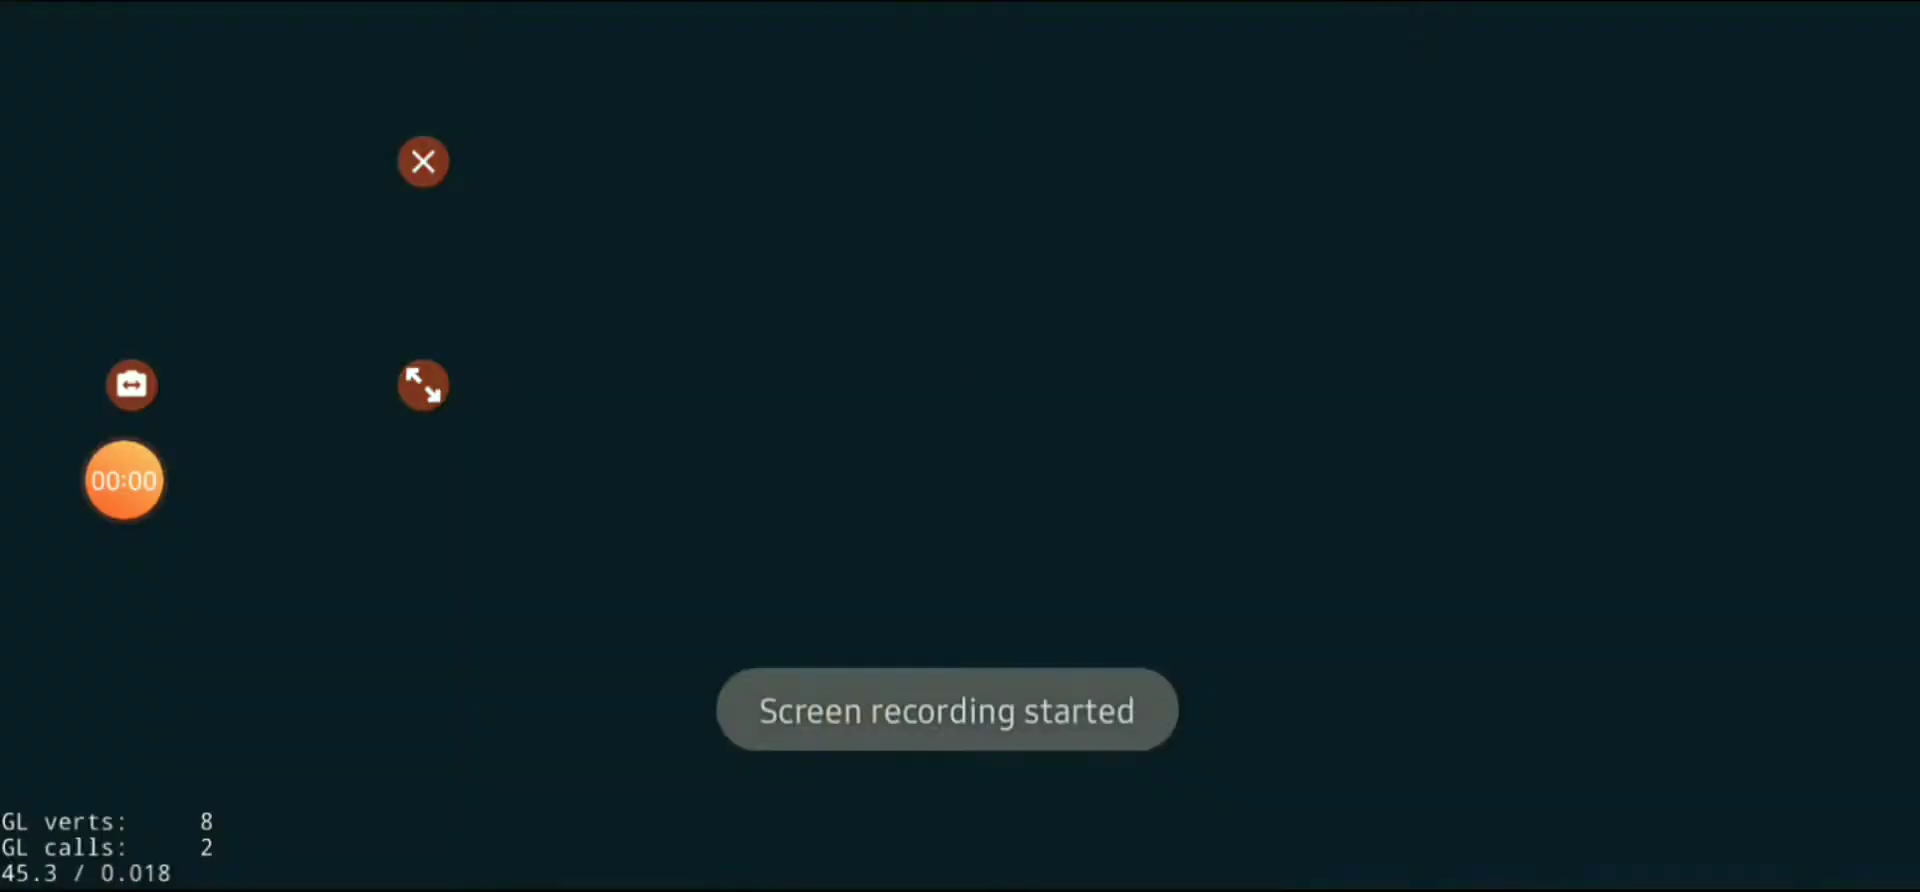 00:00
Screen recording started
GL verts: 8
GL calls: 2
45.3 / 0.018